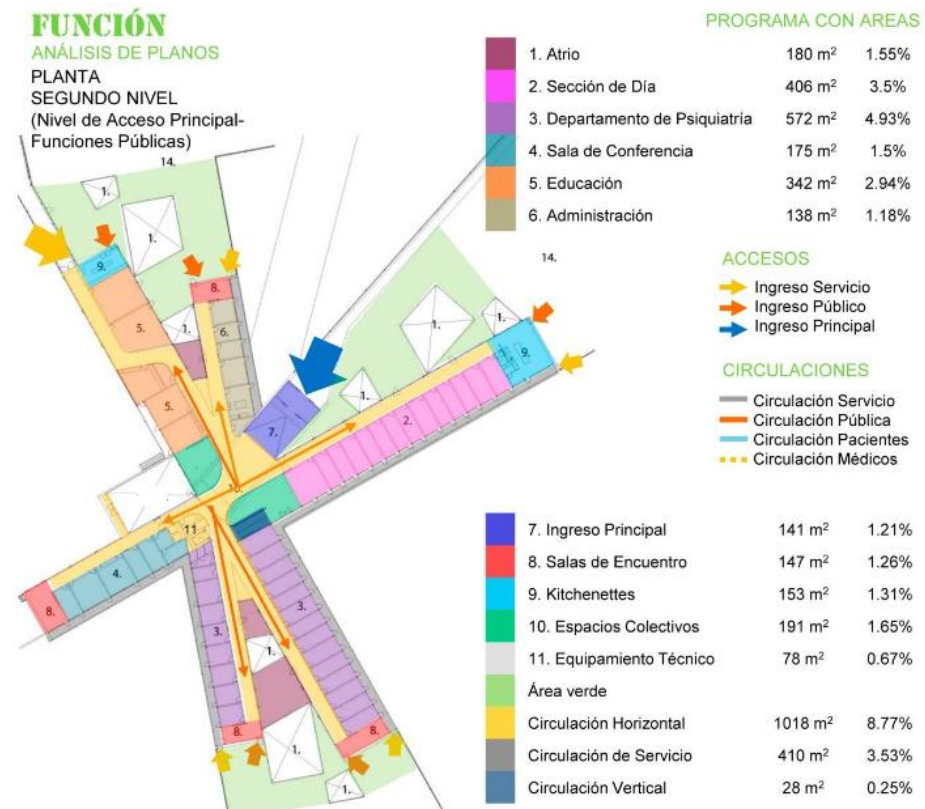 FUNCIÓN
ANÁLISIS DE PLANOS
PLANTA
SEGUNDO NIVEL
(Nivel de Acceso Principal-
Funciones Públicas)
PROGRAMA CON AREAS
1. Atrio 180 m² 1.55%
2. Sección de Día 406 m² 3.5%
3. Departamento de Psiquiatría 572 m² 4.93%
4. Sala de Conferencia 175 m² 1.5%
5. Educación 342 m² 2.94%
6. Administración 138 m² 1.18%
ACCESOS
Ingreso Servicio
Ingreso Público
Ingreso Principal
CIRCULACIONES
Circulación Servicio
Circulación Pública
Circulación Pacientes
Circulación Médicos
7. Ingreso Principal 141 m² 1.21%
8. Salas de Encuentro 147 m² 1.26%
9. Kitchenettes 153 m² 1.31%
10. Espacios Colectivos 191 m² 1.65%
11. Equipamiento Técnico 78 m² 0.67%
Área verde
Circulación Horizontal 1018 m² 8.77%
Circulación de Servicio 410 m² 3.53%
Circulación Vertical 28 m² 0.25%
14.
1.
1.
9.
8.
14.
5.
1.
6.
1.
1.
9.
1.
5.
7.
2.
10.
11
4.
8.
3.
3.
1.
8.
8.
1.
1.